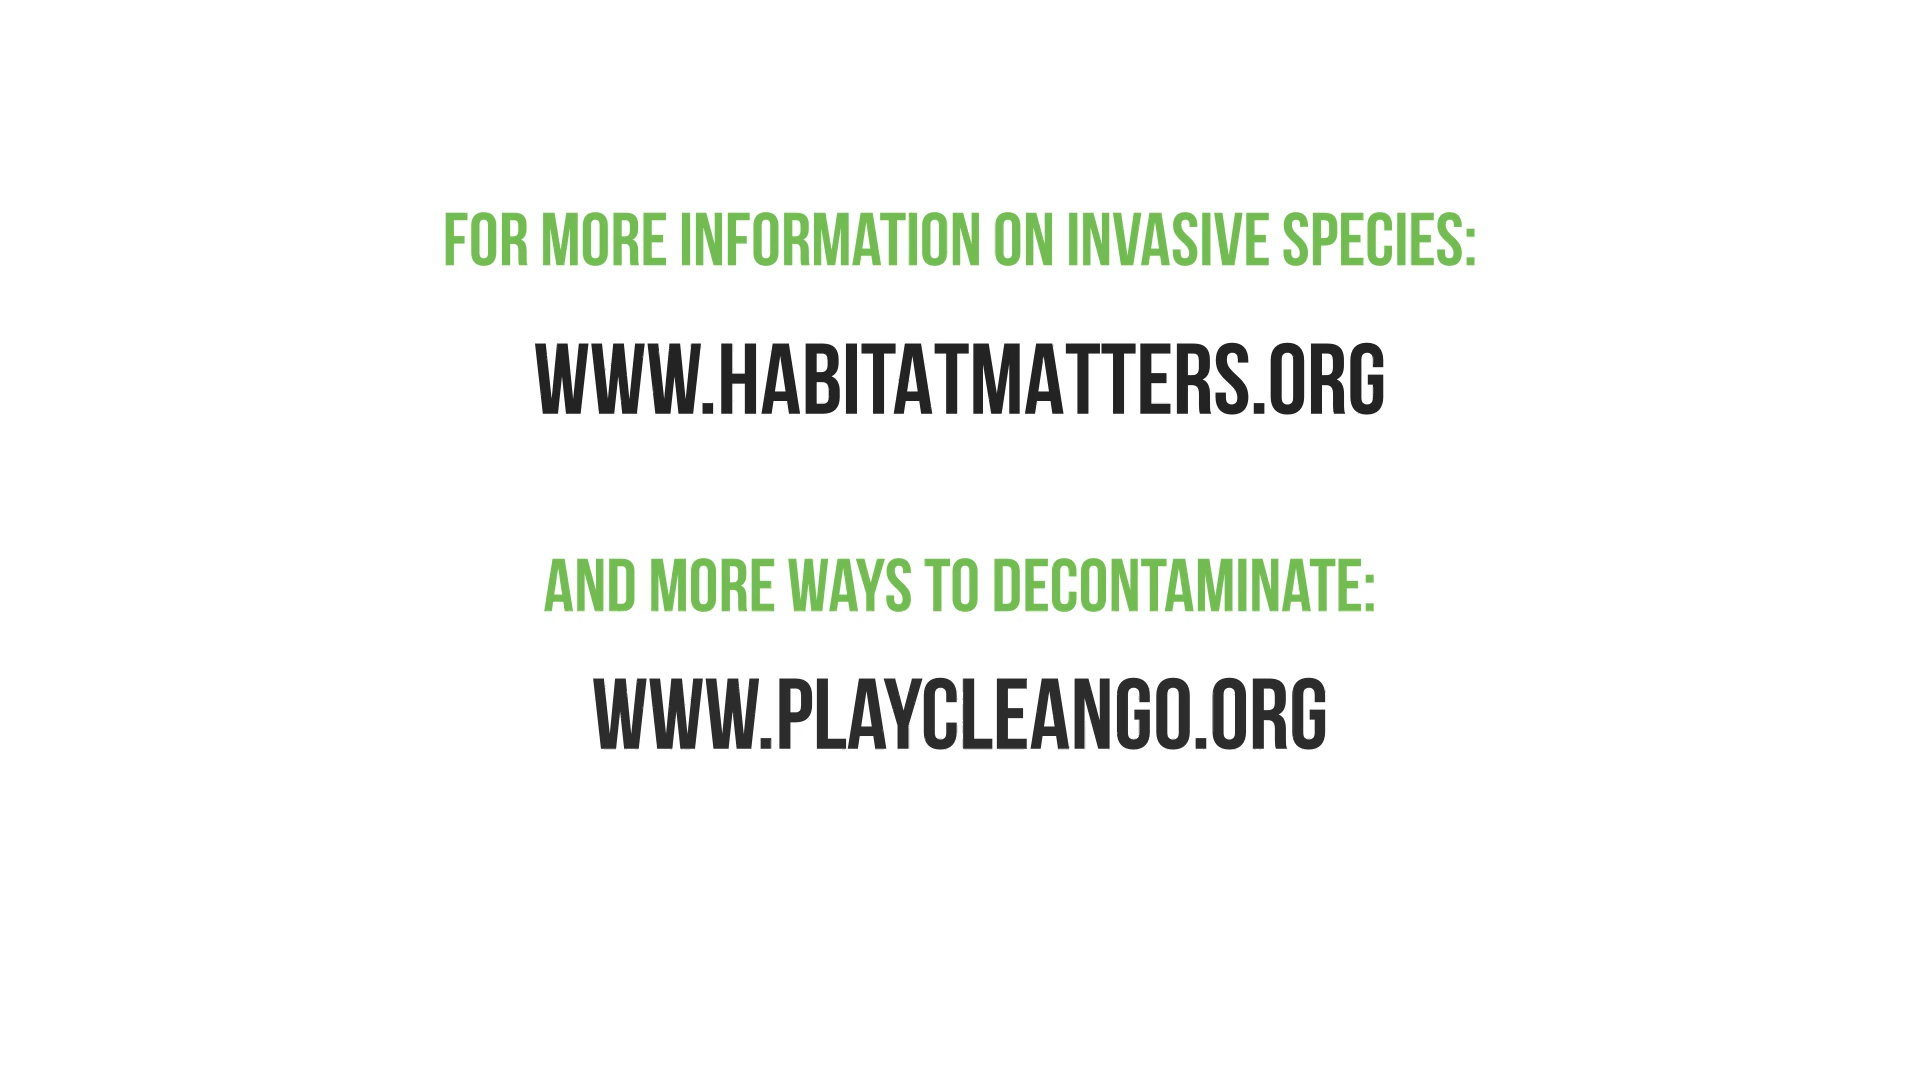 FOR MORE INFORMATION ON INVASIVE SPECIES:
WWW.HABITATMATTERS.ORG
AND MORE WAYS TO DECONTAMINATE:
WWW.PLAYCLEANGO.ORG